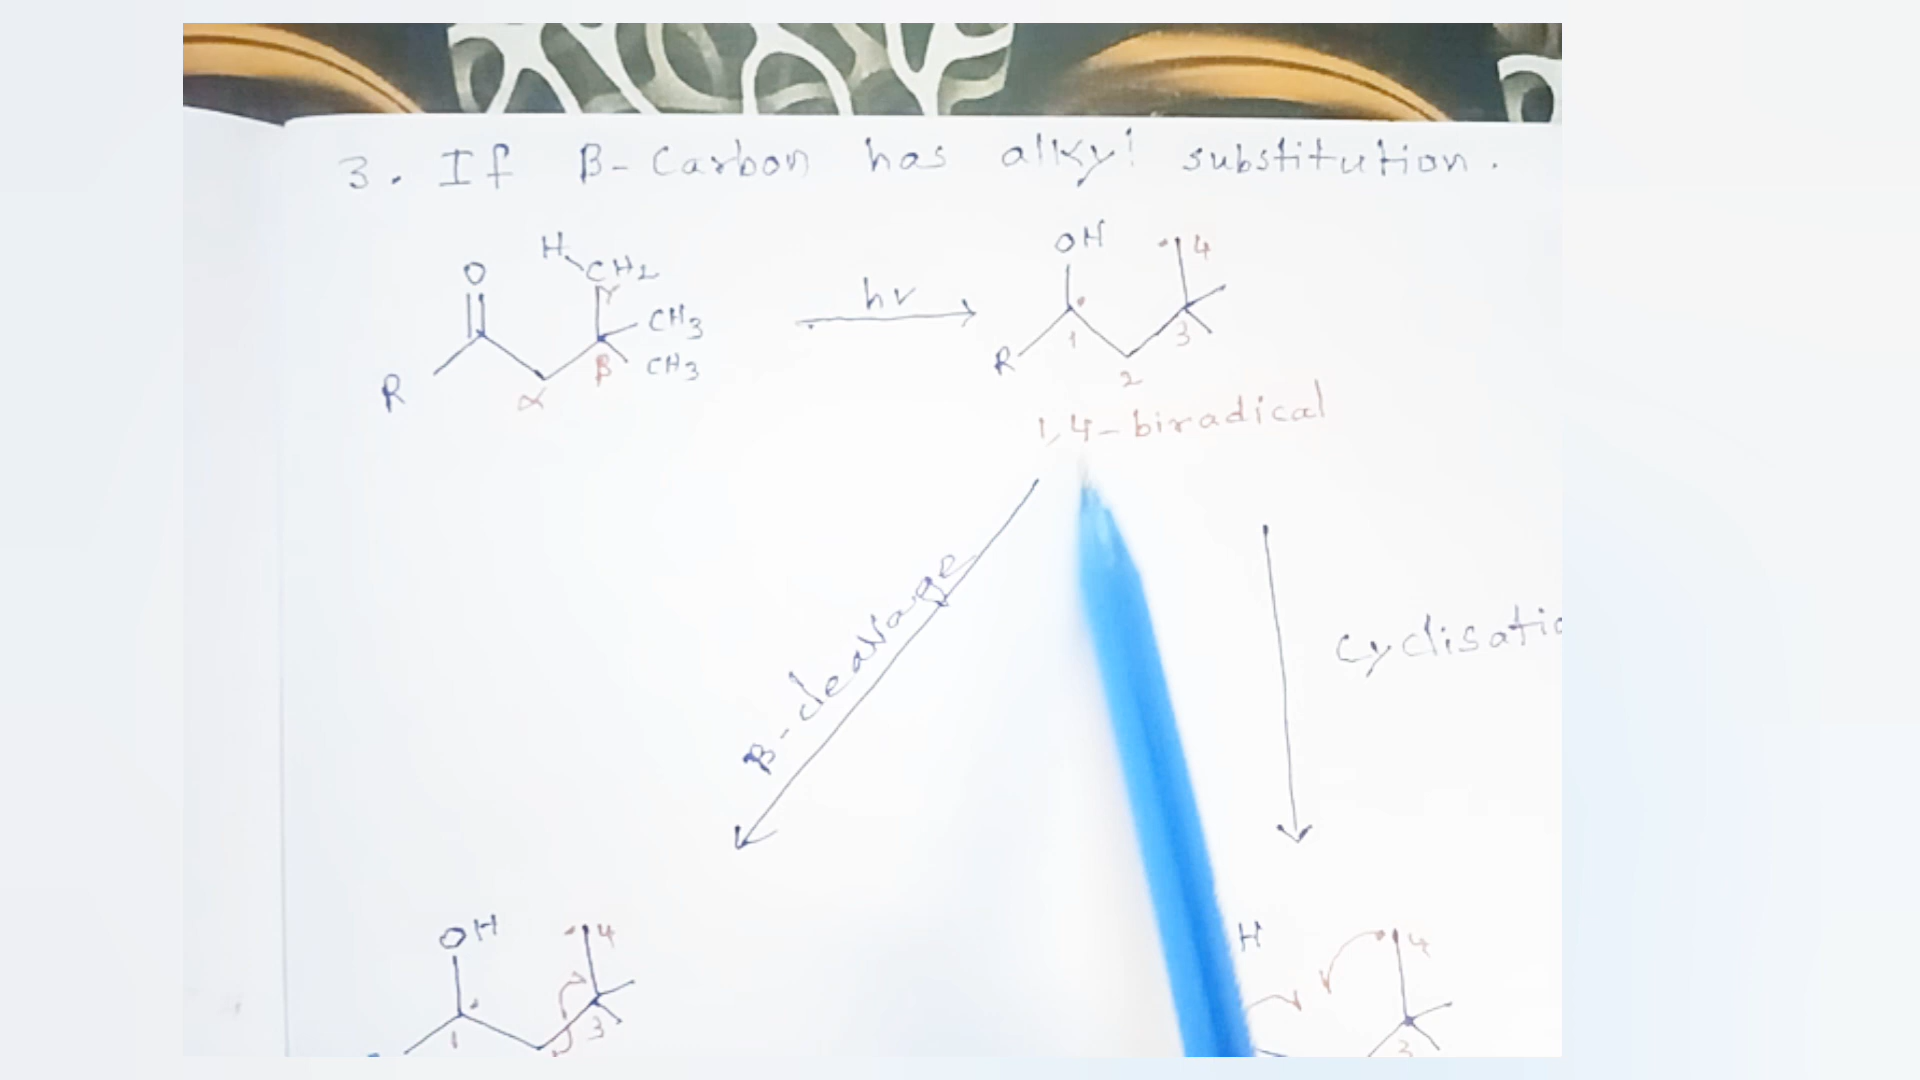 3. If β-Carbon has alkyl substitution.
O
H
CH2
γ
CH3
β
CH3
R
α
hν
OH
4
R
1
2
3
1,4-biradical
β-cleavage
Cyclisatio
OH
4
1
3
H
4
3